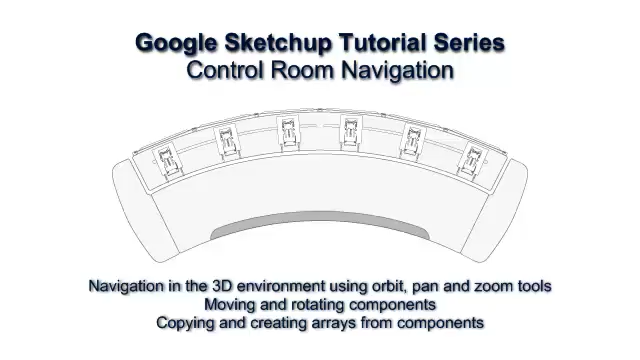 Google Sketchup Tutorial Series
Control Room Navigation
Navigation in the 3D environment using orbit, pan and zoom tools
Moving and rotating components
Copying and creating arrays from components